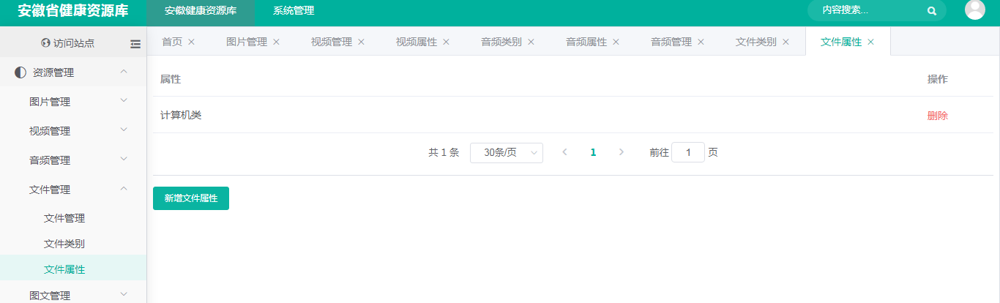 安徽省健康资源库
安徽健康资源库
系统管理
内容搜索...
访问站点
首页
图片管理
视频管理
视频属性
音频类别
音频属性
音频管理
文件类别
文件属性
资源管理
图片管理
视频管理
音频管理
文件管理
文件管理
文件类别
文件属性
图文管理
属性
操作
计算机类
删除
共 1 条
30条/页
1
前往 1 页
新增文件属性